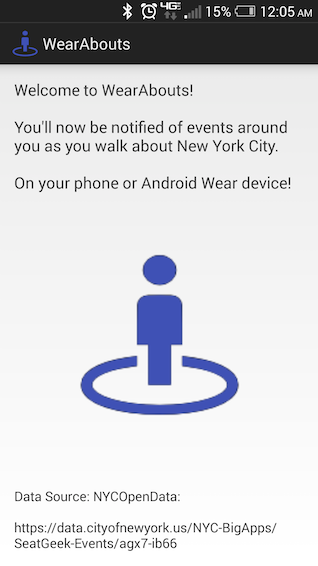 4G LTE 15% 12:05 AM
WearAbouts
Welcome to WearAbouts!
You'll now be notified of events around
you as you walk about New York City.
On your phone or Android Wear device!
Data Source: NYCOpenData:
https://data.cityofnewyork.us/NYC-BigApps/
SeatGeek-Events/agx7-ib66